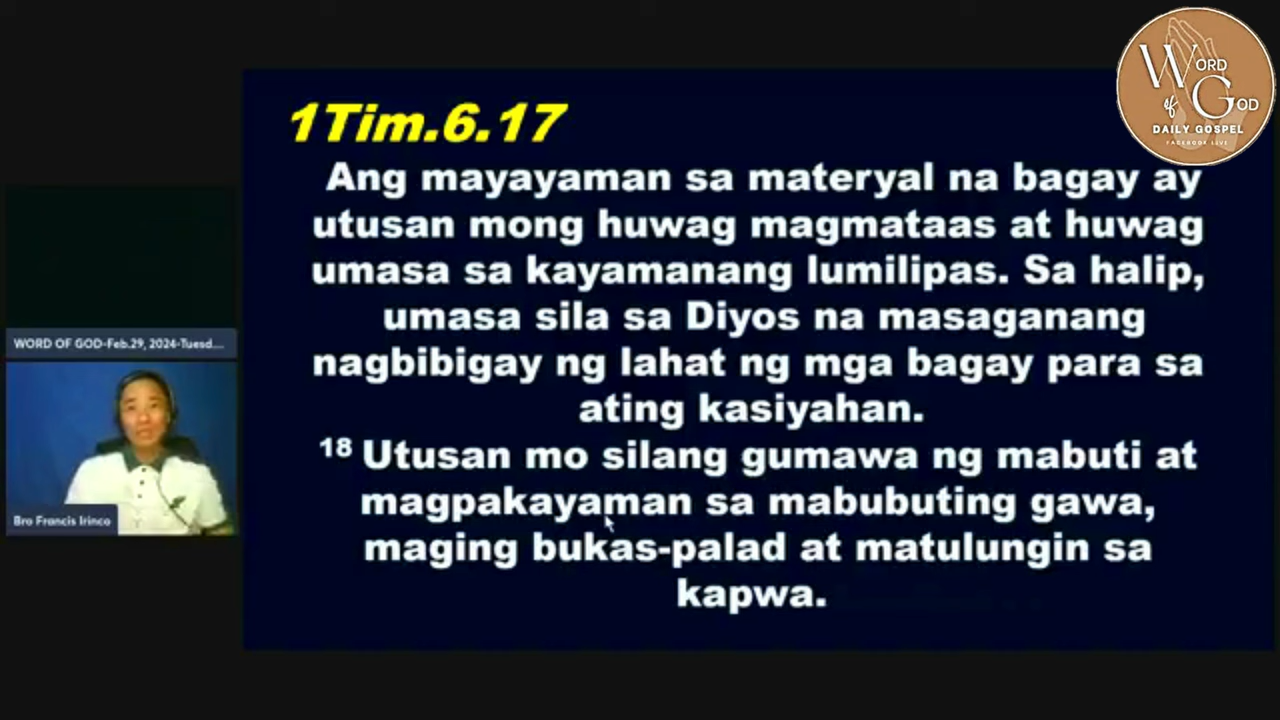 1Tim.6.17
Ang mayayaman sa materyal na bagay ay
utusan mong huwag magmataas at huwag
umasa sa kayamanang lumilipas. Sa halip,
umasa sila sa Diyos na masaganang
nagbibigay ng lahat ng mga bagay para sa
ating kasiyahan.
18 Utusan mo silang gumawa ng mabuti at
magpakayaman sa mabubuting gawa,
maging bukas-palad at matulungin sa
kapwa.
WORD of GOD
DAILY GOSPEL
FACEBOOK LIVE
WORD OF GOD-Feb.29, 2024-Tuesd...
Bro Francis Irinco